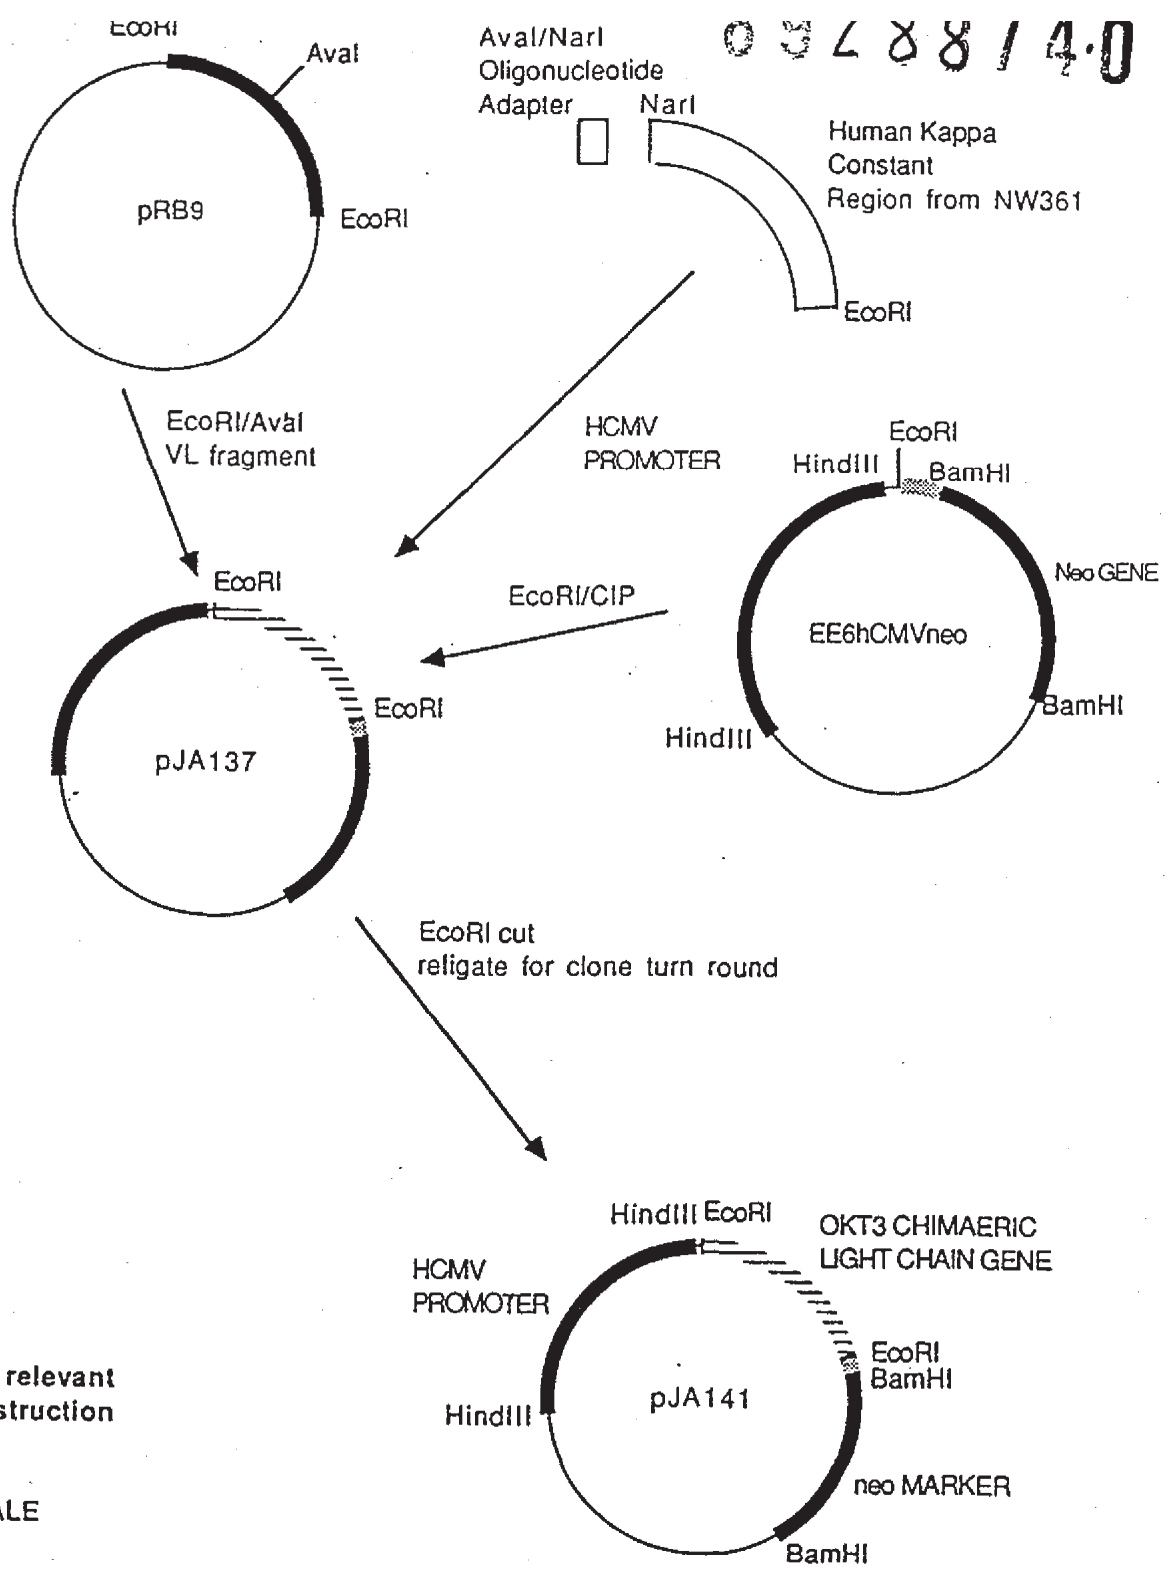 EcoRI
AvaI
pRB9
EcoRI
AvaI/NarI
Oligonucleotide
Adapter
NarI
Human Kappa
Constant
Region from NW361
EcoRI
EcoRI/AvaI
VL fragment
HCMV
PROMOTER
EcoRI
HindIII
BamHI
Neo GENE
EE6hCMVneo
BamHI
HindIII
EcoRI/CIP
EcoRI
EcoRI
pJA137
EcoRI cut
religate for clone turn round
HindIII EcoRI
OKT3 CHIMAERIC
LIGHT CHAIN GENE
HCMV
PROMOTER
EcoRI
BamHI
pJA141
HindIII
neo MARKER
BamHI
relevant
struction
ALE